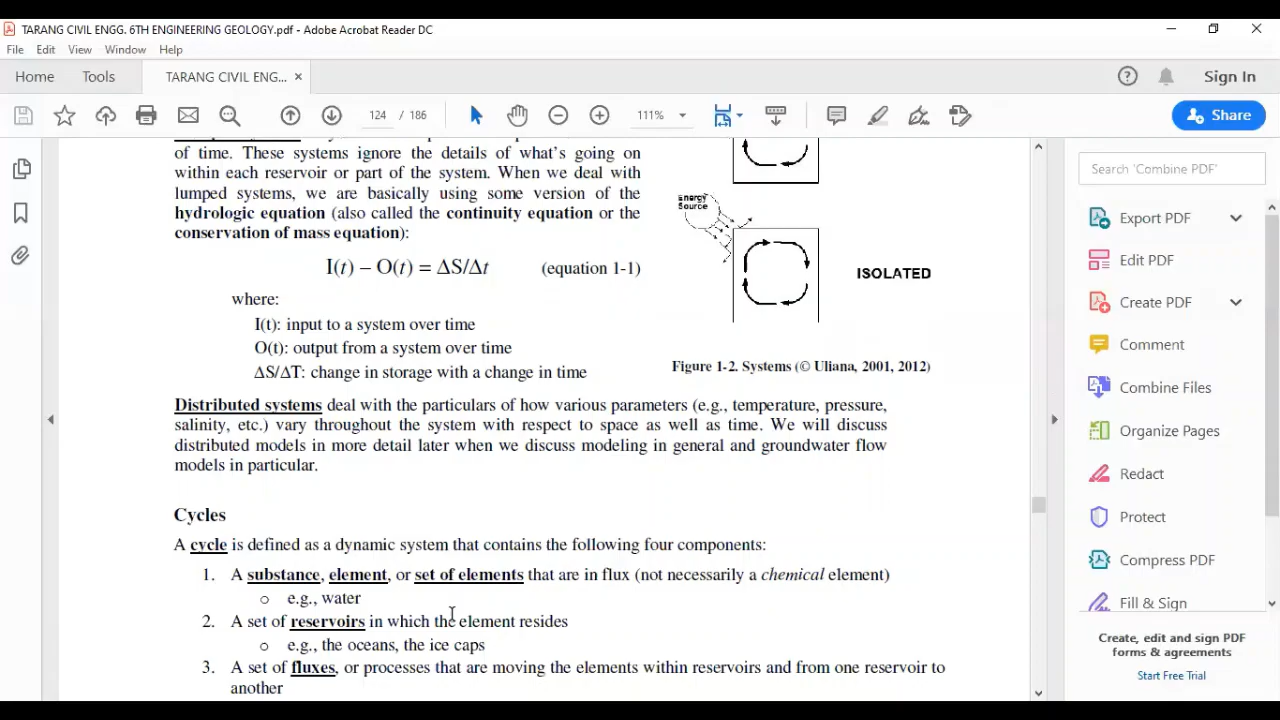 TARANG CIVIL ENGG. 6TH ENGINEERING GEOLOGY.pdf - Adobe Acrobat Reader DC
File Edit View Window Help
Home Tools TARANG CIVIL ENG... × Sign In
124 / 186 111% Share
of time. These systems ignore the details of what's going on
within each reservoir or part of the system. When we deal with
lumped systems, we are basically using some version of the
hydrologic equation (also called the continuity equation or the
conservation of mass equation):
I(t) – O(t) = ΔS/Δt (equation 1-1)
where:
I(t): input to a system over time
O(t): output from a system over time
ΔS/ΔT: change in storage with a change in time
Energy
Source
ISOLATED
Figure 1-2. Systems (© Uliana, 2001, 2012)
Distributed systems deal with the particulars of how various parameters (e.g., temperature, pressure,
salinity, etc.) vary throughout the system with respect to space as well as time. We will discuss
distributed models in more detail later when we discuss modeling in general and groundwater flow
models in particular.
Cycles
A cycle is defined as a dynamic system that contains the following four components:
1. A substance, element, or set of elements that are in flux (not necessarily a chemical element)
o e.g., water
2. A set of reservoirs in which the element resides
o e.g., the oceans, the ice caps
3. A set of fluxes, or processes that are moving the elements within reservoirs and from one reservoir to
another
Search 'Combine PDF'
Export PDF
Edit PDF
Create PDF
Comment
Combine Files
Organize Pages
Redact
Protect
Compress PDF
Fill & Sign
Create, edit and sign PDF
forms & agreements
Start Free Trial